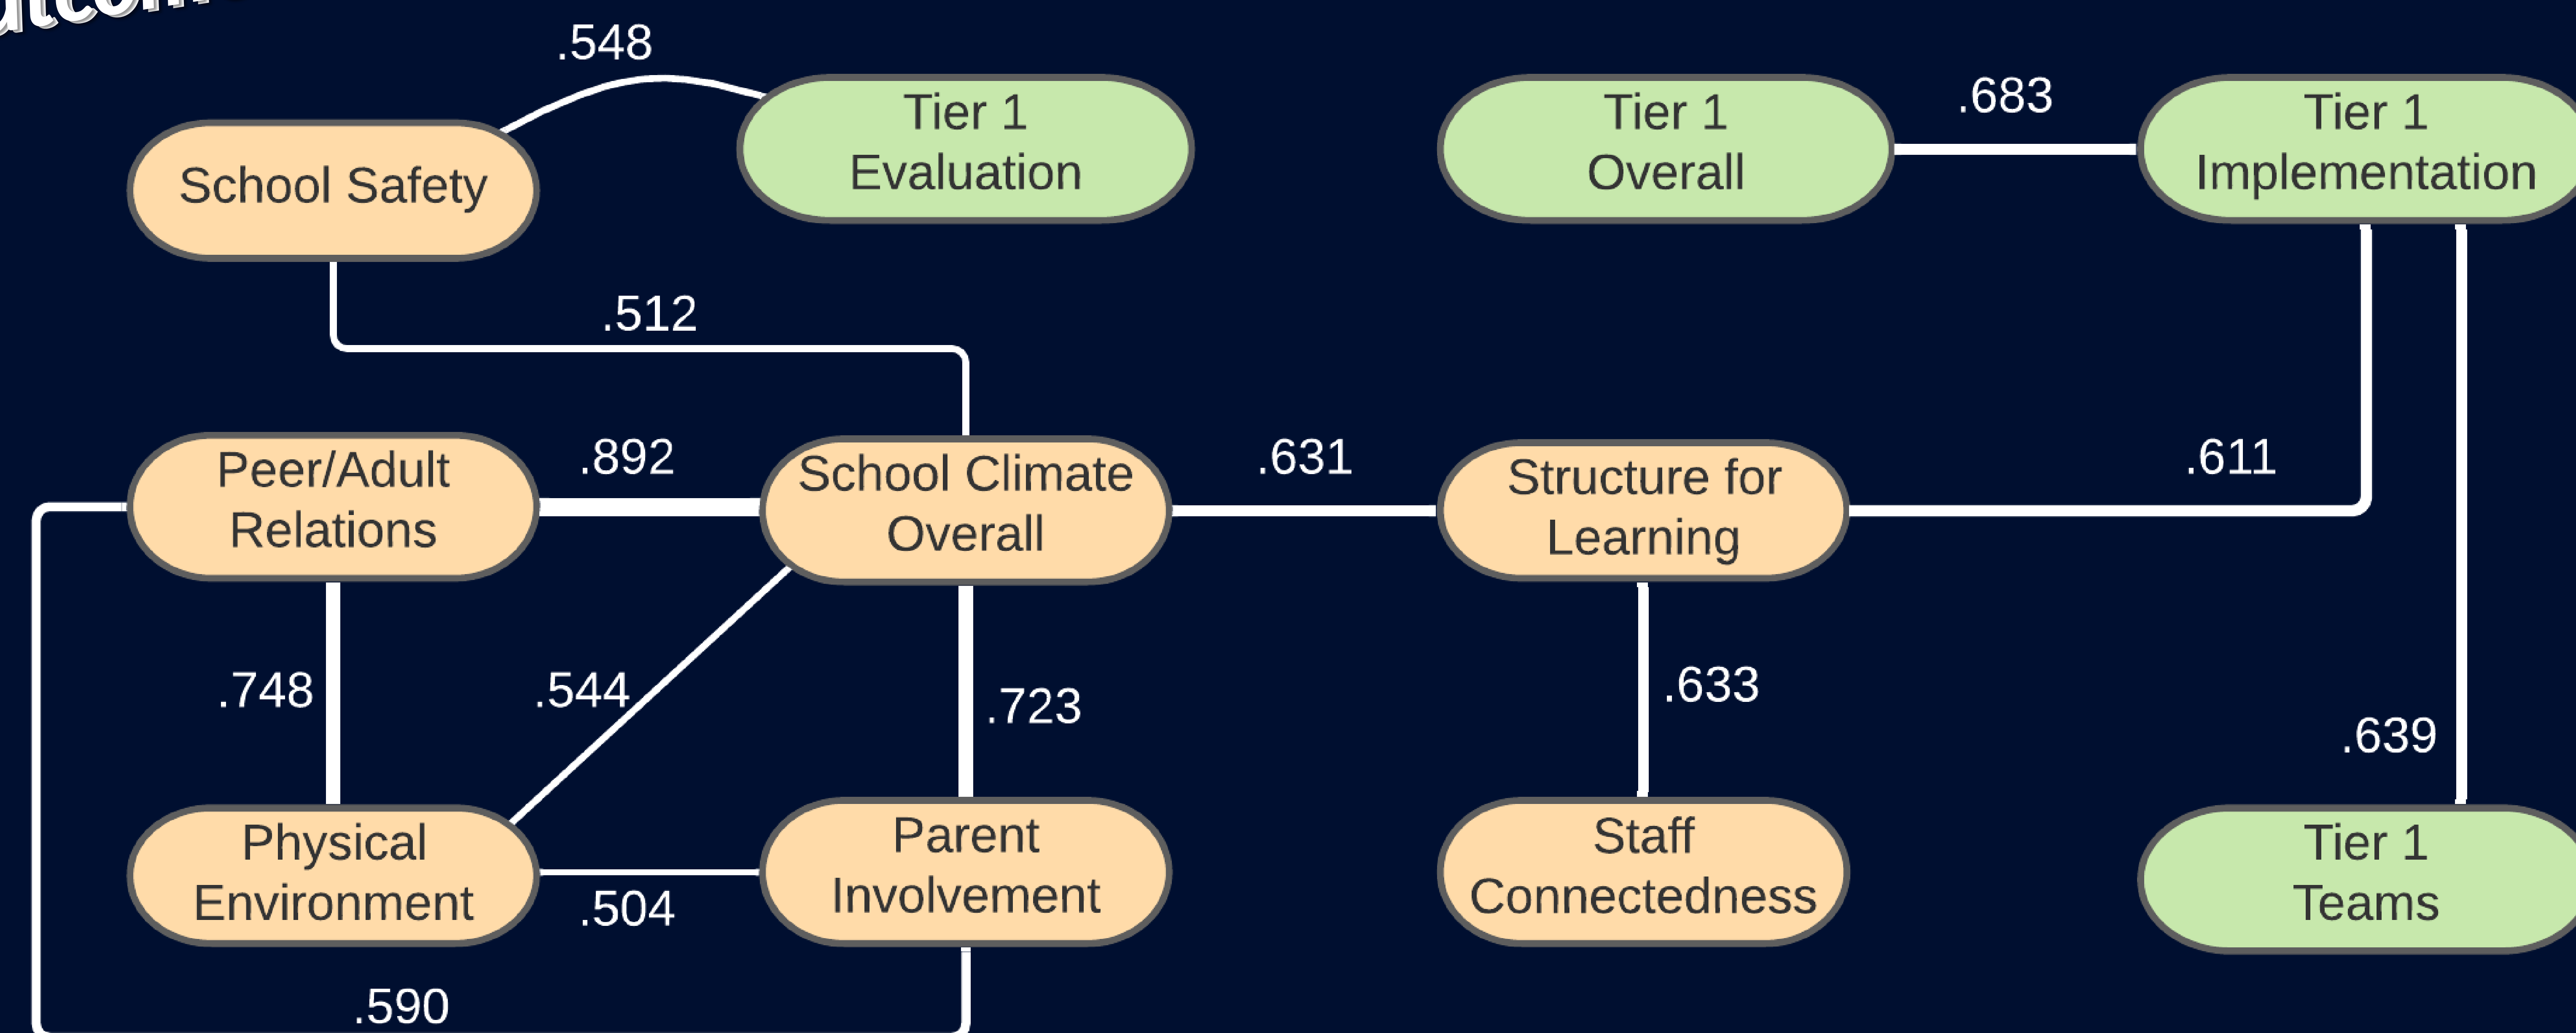 .548
Tier 1
Evaluation
Tier 1
Overall
.683
Tier 1
Implementation
School Safety
.512
Peer/Adult
Relations
.892
School Climate
Overall
.631
Structure for
Learning
.611
.748
.544
.723
.633
.639
Physical
Environment
.504
Parent
Involvement
Staff
Connectedness
Tier 1
Teams
.590